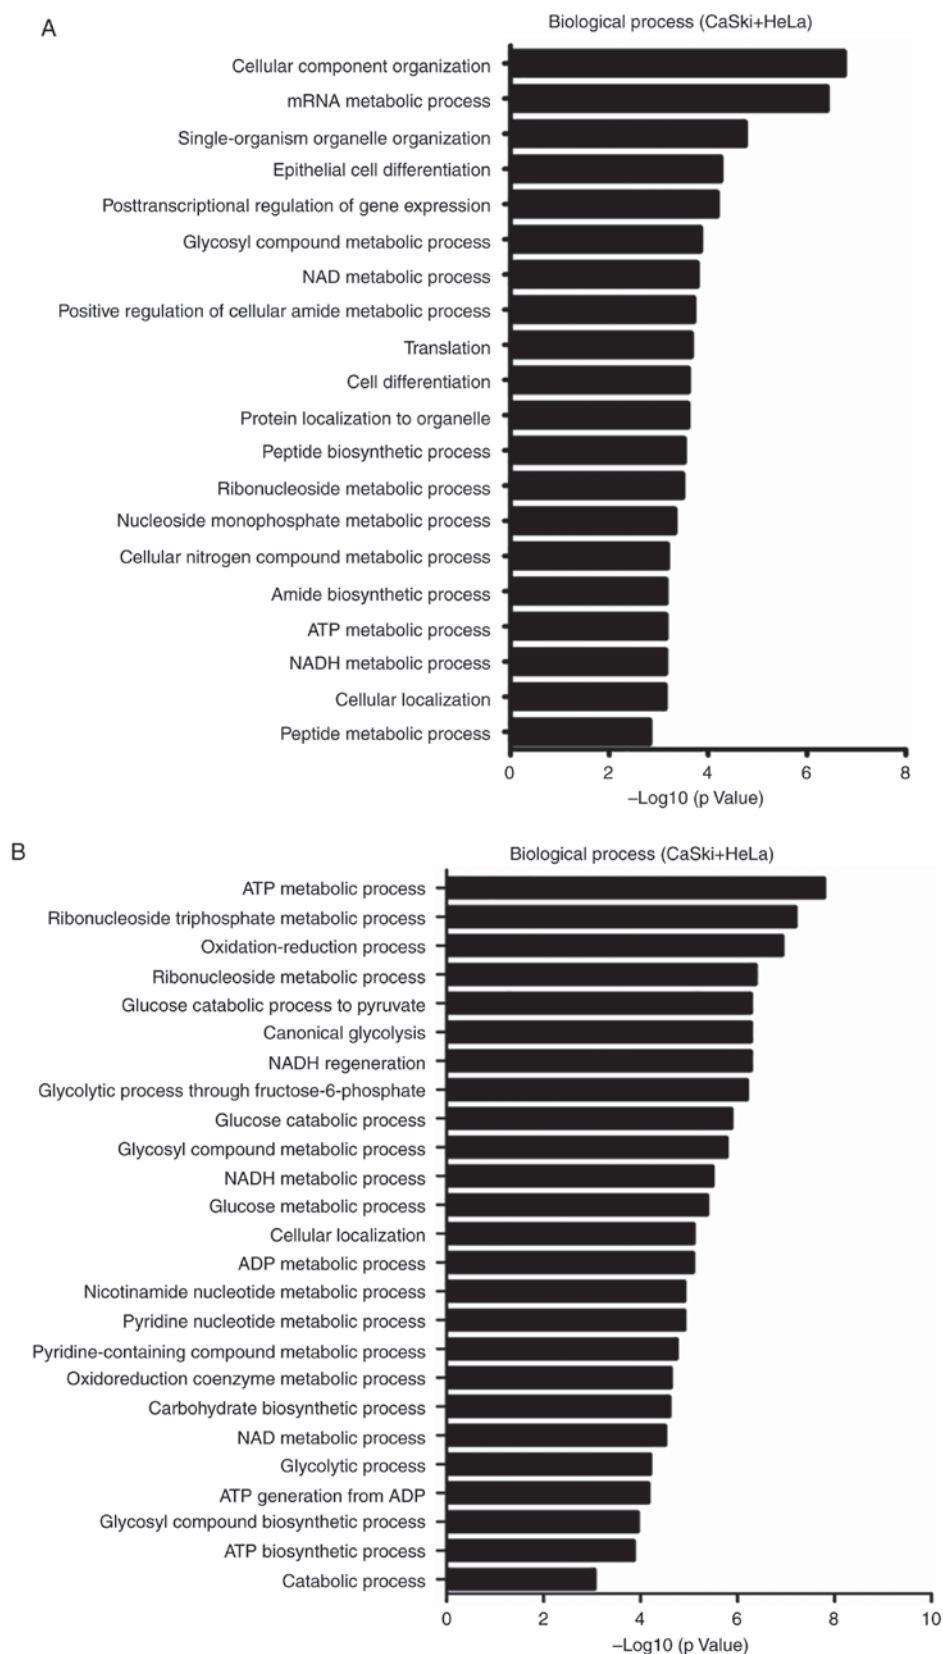 A
Biological process (CaSki+HeLa)
Cellular component organization
mRNA metabolic process
Single-organism organelle organization
Epithelial cell differentiation
Posttranscriptional regulation of gene expression
Glycosyl compound metabolic process
NAD metabolic process
Positive regulation of cellular amide metabolic process
Translation
Cell differentiation
Protein localization to organelle
Peptide biosynthetic process
Ribonucleoside metabolic process
Nucleoside monophosphate metabolic process
Cellular nitrogen compound metabolic process
Amide biosynthetic process
ATP metabolic process
NADH metabolic process
Cellular localization
Peptide metabolic process
0 2 4 6 8
–Log10 (p Value)
B
Biological process (CaSki+HeLa)
ATP metabolic process
Ribonucleoside triphosphate metabolic process
Oxidation-reduction process
Ribonucleoside metabolic process
Glucose catabolic process to pyruvate
Canonical glycolysis
NADH regeneration
Glycolytic process through fructose-6-phosphate
Glucose catabolic process
Glycosyl compound metabolic process
NADH metabolic process
Glucose metabolic process
Cellular localization
ADP metabolic process
Nicotinamide nucleotide metabolic process
Pyridine nucleotide metabolic process
Pyridine-containing compound metabolic process
Oxidoreduction coenzyme metabolic process
Carbohydrate biosynthetic process
NAD metabolic process
Glycolytic process
ATP generation from ADP
Glycosyl compound biosynthetic process
ATP biosynthetic process
Catabolic process
0 2 4 6 8 10
–Log10 (p Value)